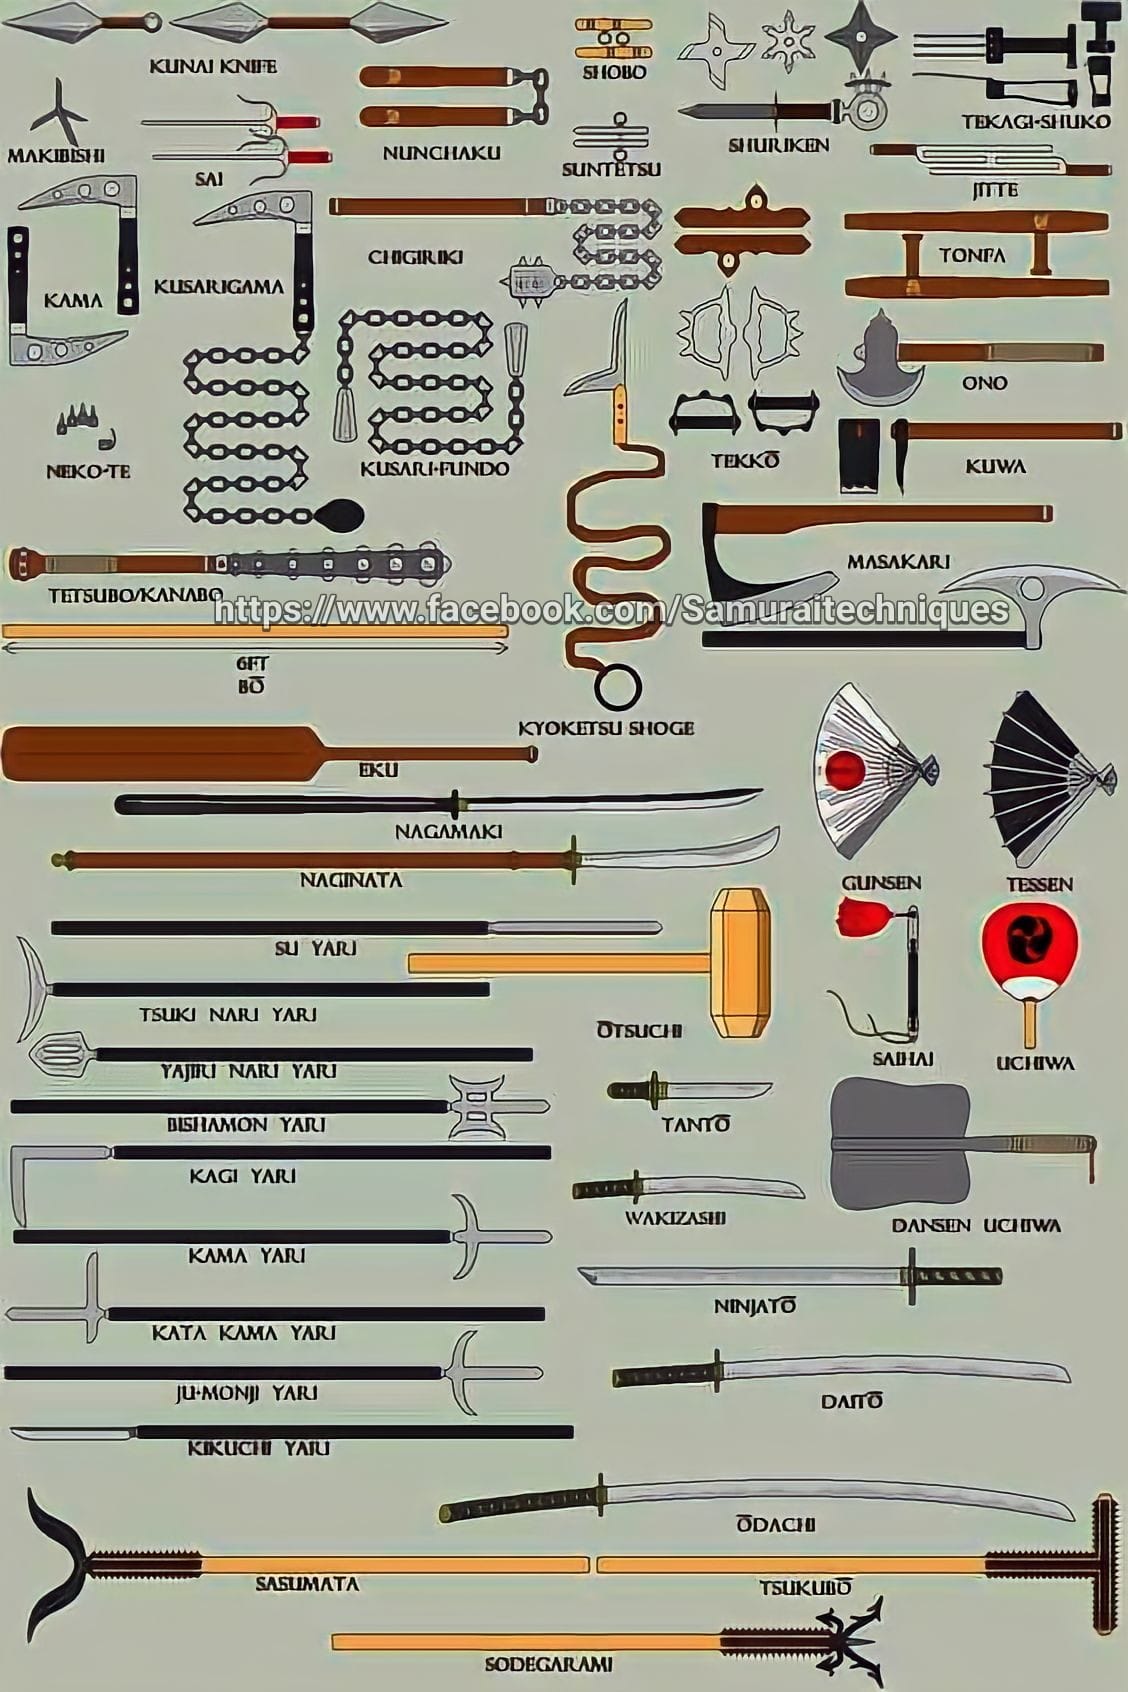 KUNAI KNIFE
SHOBO
MAKIBISHI
SAI
NUNCHAKU
SUNTETSU
SHURIKEN
TEKAGI-SHUKO
JITTE
KAMA
KUSARIGAMA
CHIGIRIKI
TONFA
ONO
NEKO-TE
KUSARI-FUNDO
TEKKŌ
KUWA
TETSUBO/KANABO
MASAKARI
https://www.facebook.com/Samuraitechniques
6FT
BŌ
KYOKETSU SHOGE
EKU
NAGAMAKI
NAGINATA
GUNSEN
TESSEN
SU YARI
TSUKI NARI YARI
ŌTSUCHI
SAIHAI
UCHIWA
YAJIRI NARI YARI
BISHAMON YARI
TANTŌ
KAGI YARI
WAKIZASHI
DANSEN UCHIWA
KAMA YARI
NINJATŌ
KATA KAMA YARI
JU-MONJI YARI
DAITŌ
KIKUCHI YARI
ŌDACHI
SASUMATA
TSUKUBŌ
SODEGARAMI